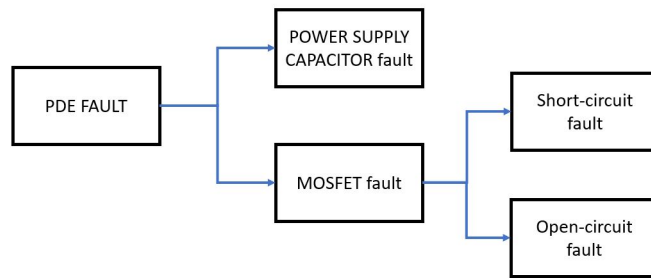 POWER SUPPLY
CAPACITOR fault
PDE FAULT
Short-circuit
fault
MOSFET fault
Open-circuit
fault